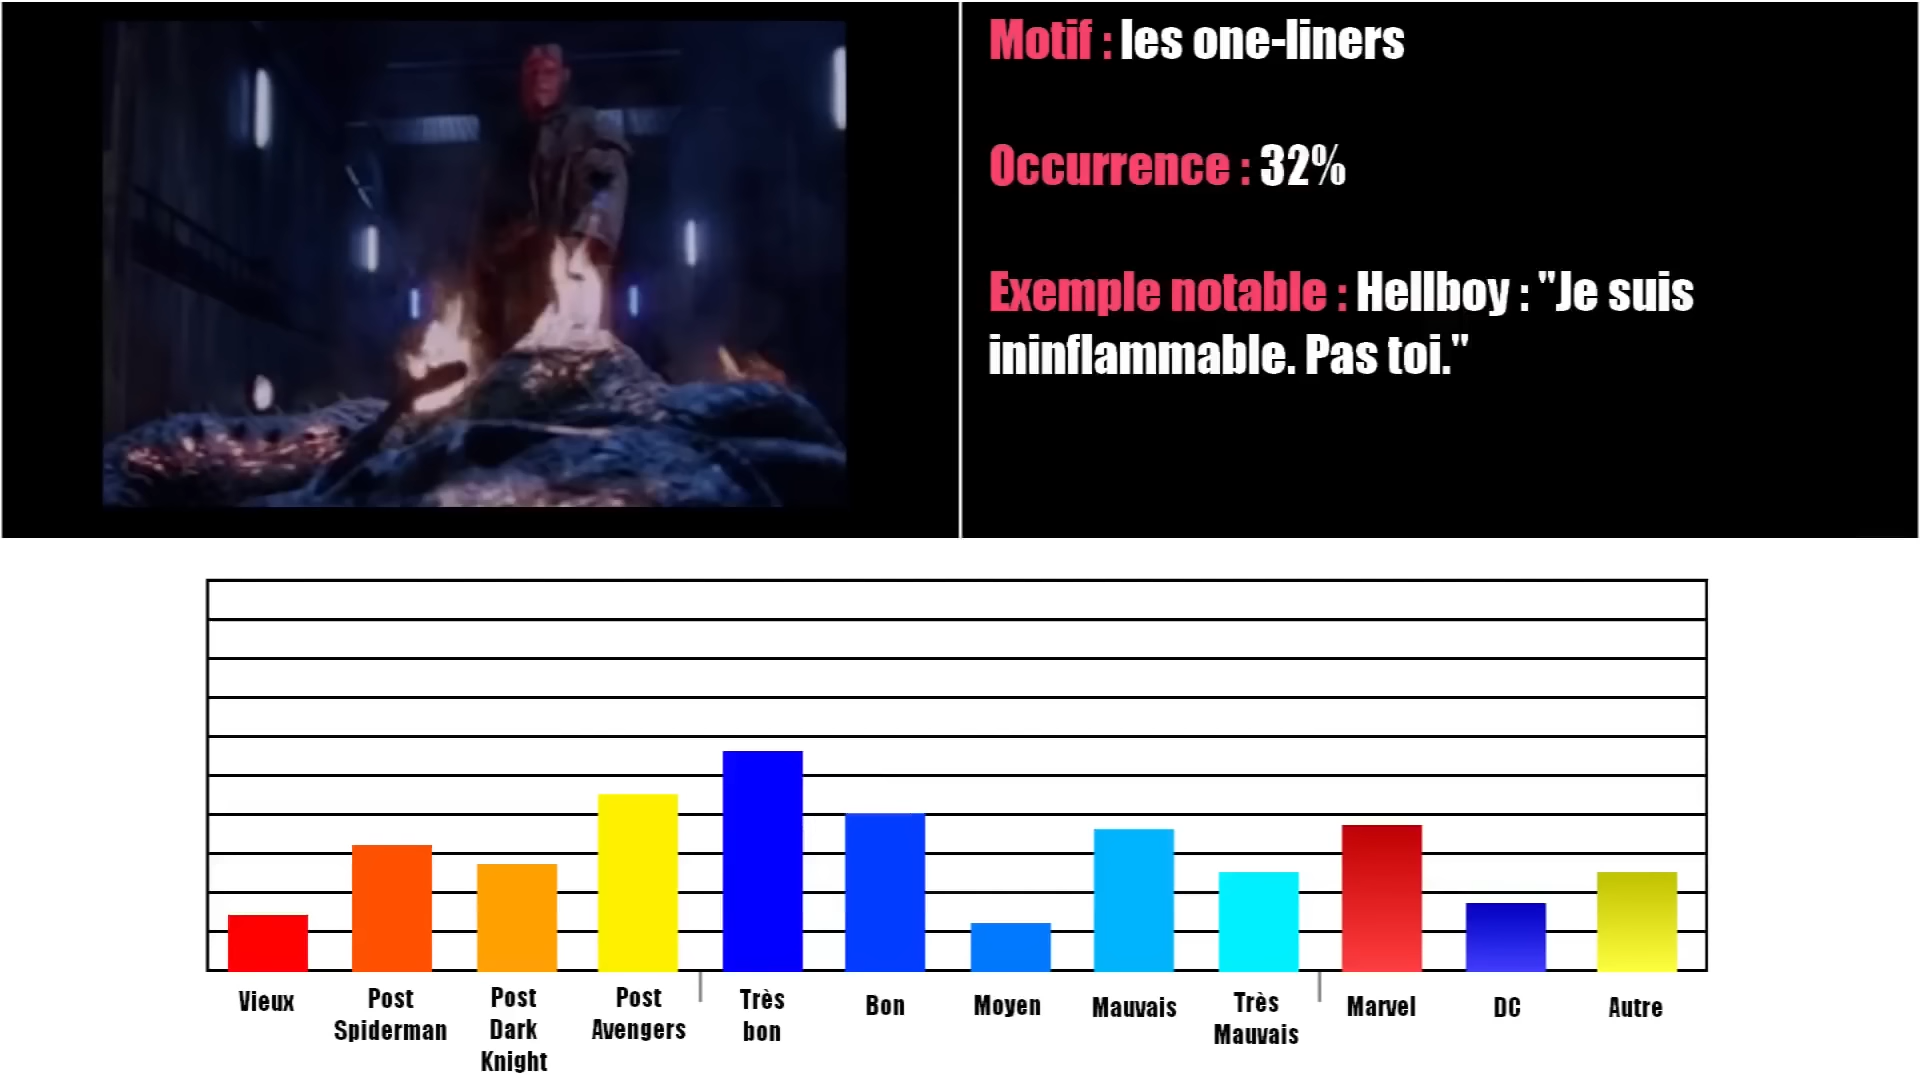 Motif : les one-liners
Occurrence : 32%
Exemple notable : Hellboy : "Je suis
ininflammable. Pas toi."
Vieux
Post
Spiderman
Post
Dark
Knight
Post
Avengers
Très
bon
Bon
Moyen
Mauvais
Très
Mauvais
Marvel
DC
Autre